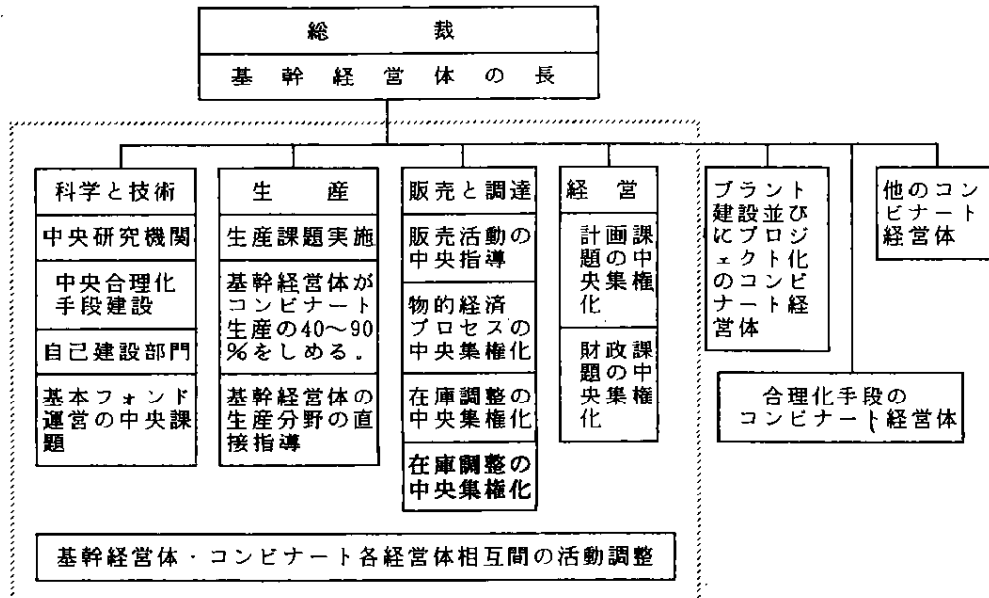 総裁
基幹経営体の長
科学と技術
中央研究機関
中央合理化
手段建設
自己建設部門
基本フォンド
運営の中央課
題
生産
生産課題実施
基幹経営体が
コンビナート
生産の40～90
%をしめる.
基幹経営体の
生産分野の直
接指導
販売と調達
販売活動の
中央指導
物的経済
プロセスの
中央集権化
在庫調整の
中央集権化
在庫調整の
中央集権化
経営
計画課
題の中
央集権
化
財政課
題の中
央集権
化
プラント
建設並び
にプロジ
ェクト化
のコンビ
ナート経
営体
他のコン
ビナート
経営体
合理化手段の
コンビナート経営体
基幹経営体・コンビナート各経営体相互間の活動調整